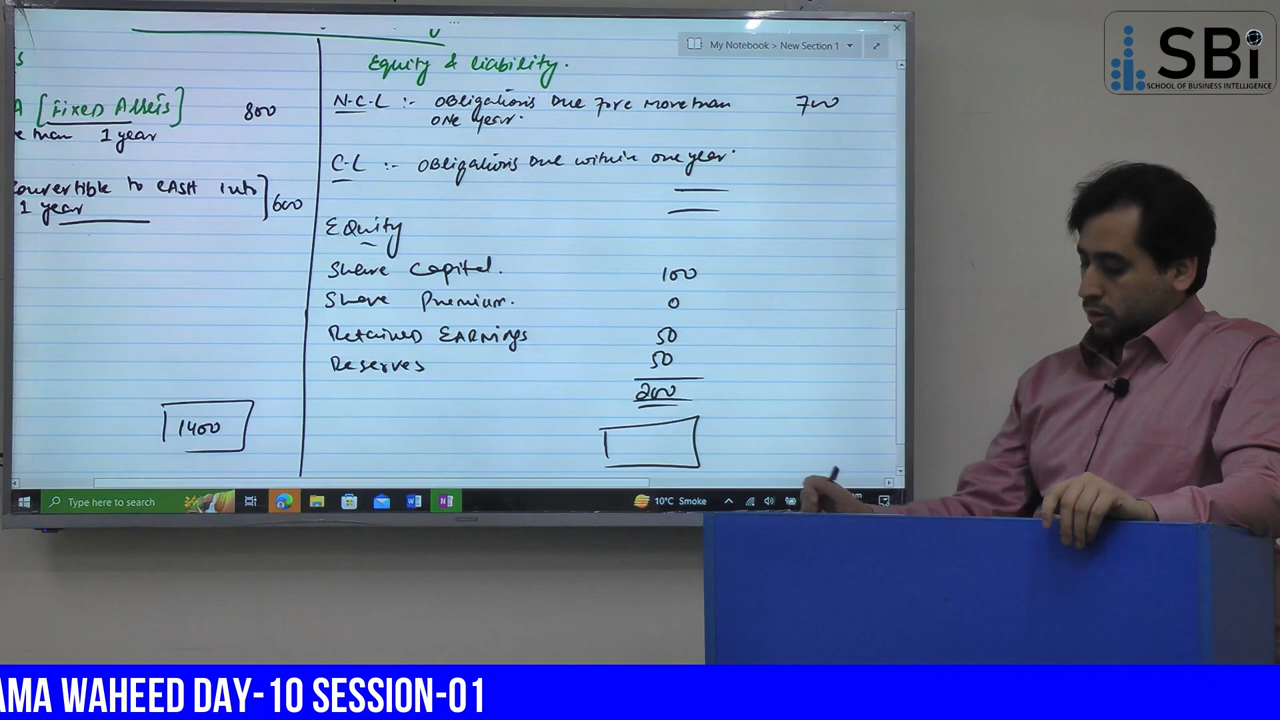 My Notebook > New Section 1
SBi
SCHOOL OF BUSINESS INTELLIGENCE
s
A [Fixed Assets] 800
e than 1 year
convertible to CASH into
1 year
600
1400
Equity & liability.
N.C.L :- Obligations Due fore more than
one year.
700
C.L :- Obligations Due within one year.
Equity
Share Capital. 100
Share Premium. 0
Retained EARNings 50
Reserves 50
200
Type here to search
10°C Smoke
AMA WAHEED DAY-10 SESSION-01